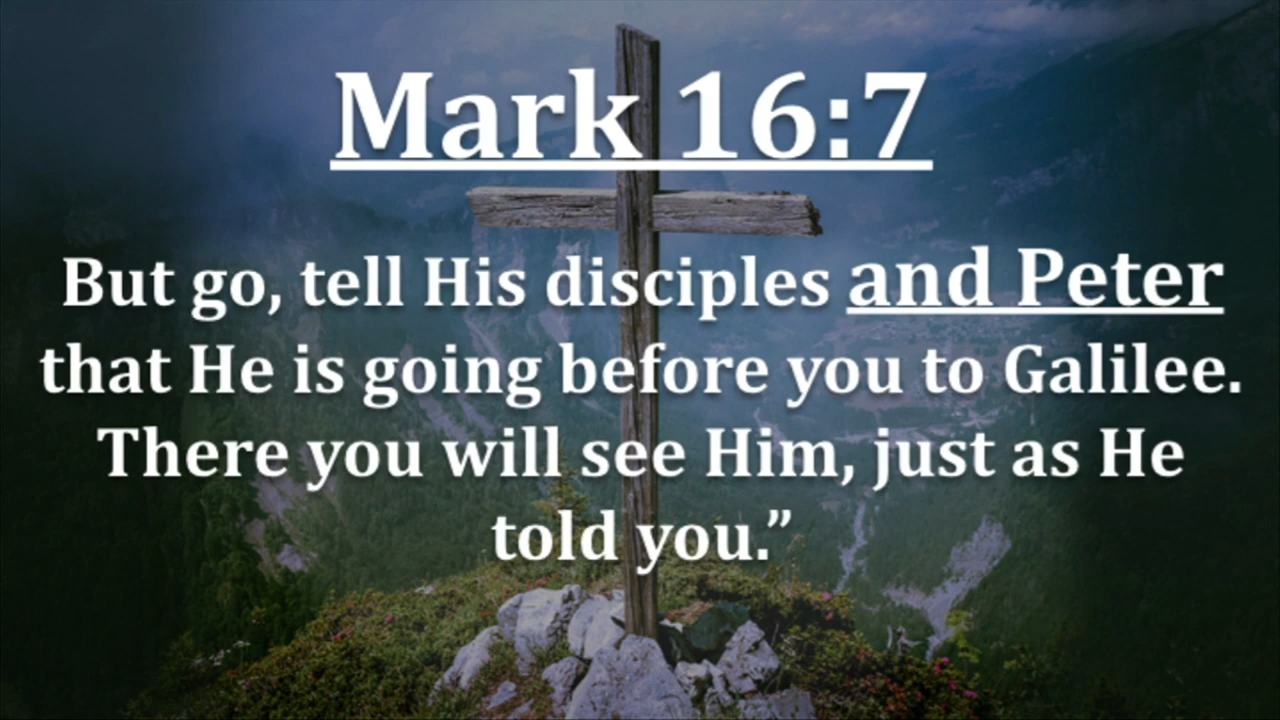 Mark 16:7
But go, tell His disciples and Peter
that He is going before you to Galilee.
There you will see Him, just as He
told you.”